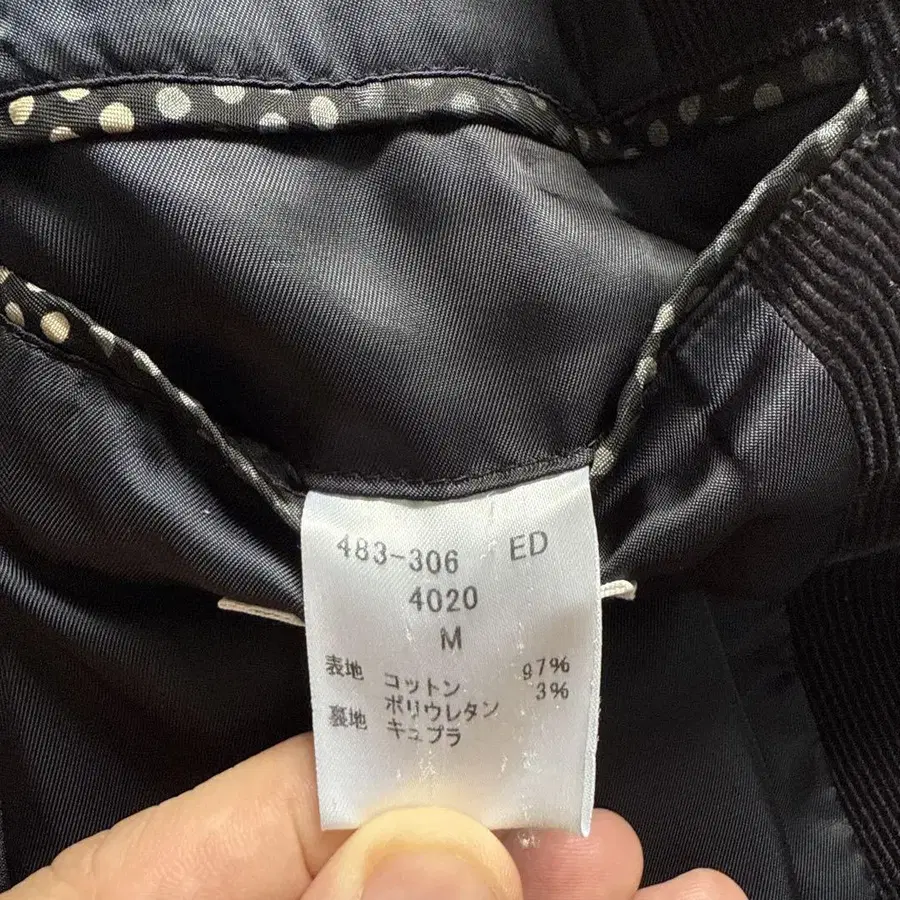 483-306 ED
4020
M
表地 コットン 97%
ポリウレタン 3%
裏地 キュプラ